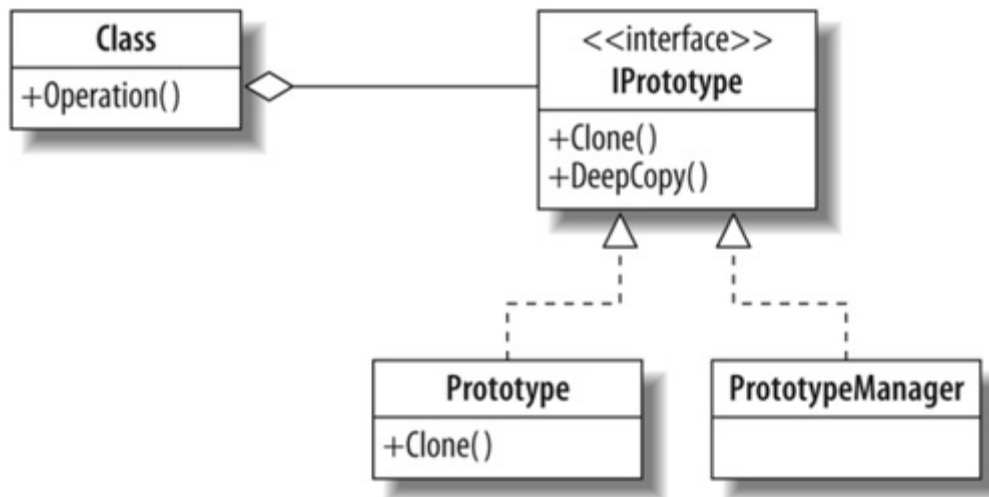 Class
+Operation()
<<interface>>
IPrototype
+Clone()
+DeepCopy()
Prototype
+Clone()
PrototypeManager